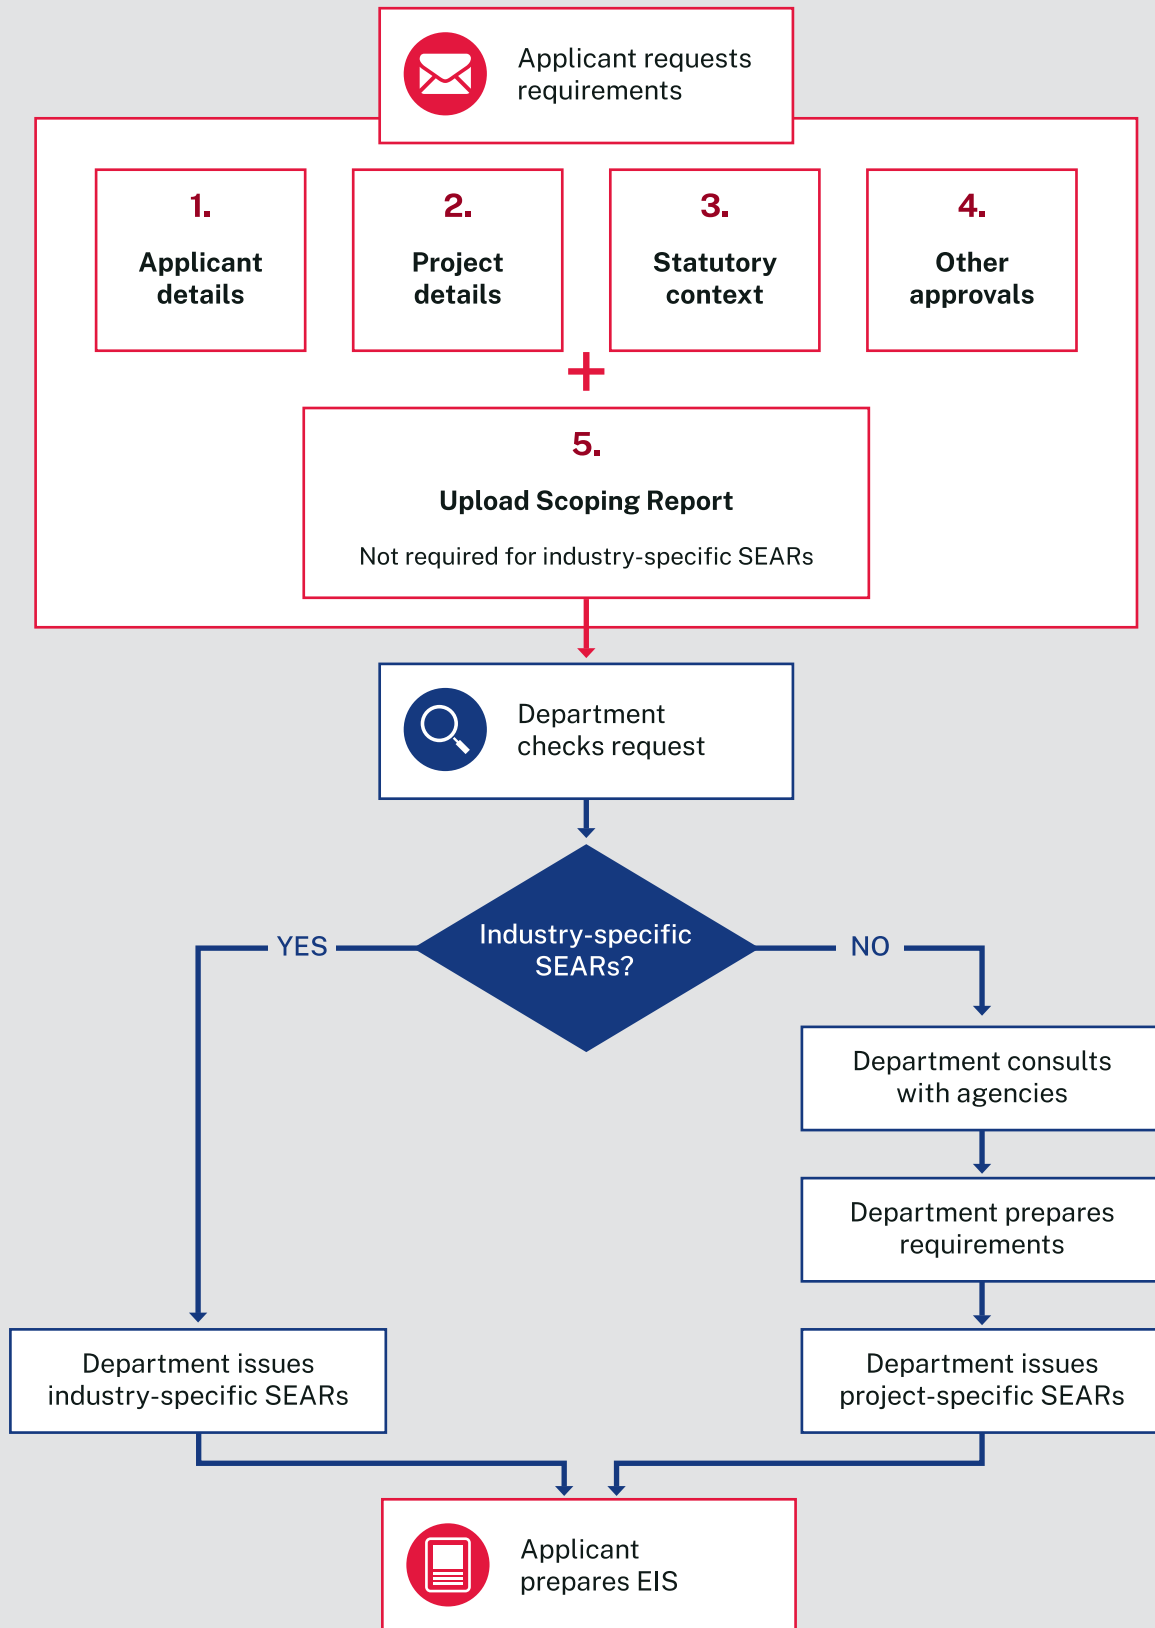 Applicant requests
requirements
1.
Applicant
details
2.
Project
details
3.
Statutory
context
4.
Other
approvals
5.
Upload Scoping Report
Not required for industry-specific SEARs
Department
checks request
Industry-specific
SEARs?
YES
NO
Department consults
with agencies
Department prepares
requirements
Department issues
industry-specific SEARs
Department issues
project-specific SEARs
Applicant
prepares EIS